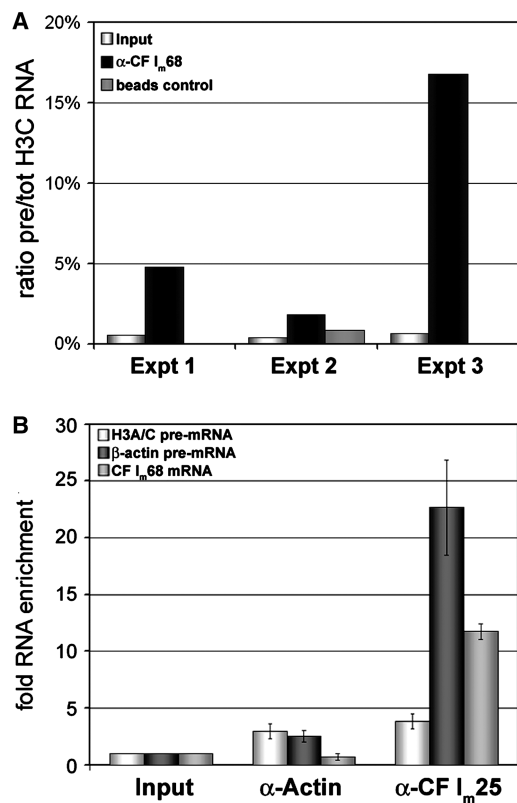 A
ratio pre/tot H3C RNA
20%
15%
10%
5%
0%
Input
α-CF Im68
beads control
Expt 1
Expt 2
Expt 3
B
fold RNA enrichment
30
25
20
15
10
5
0
H3A/C pre-mRNA
β-actin pre-mRNA
CF Im68 mRNA
Input
α-Actin
α-CF Im25